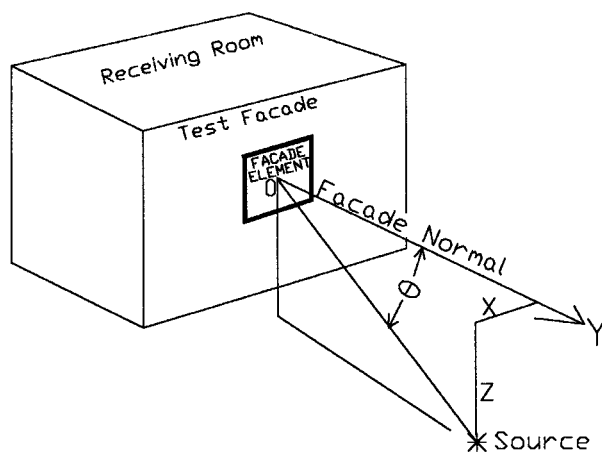 Receiving Room
Test Facade
FACADE
ELEMENT
O
Facade Normal
θ
X
Y
Z
Source